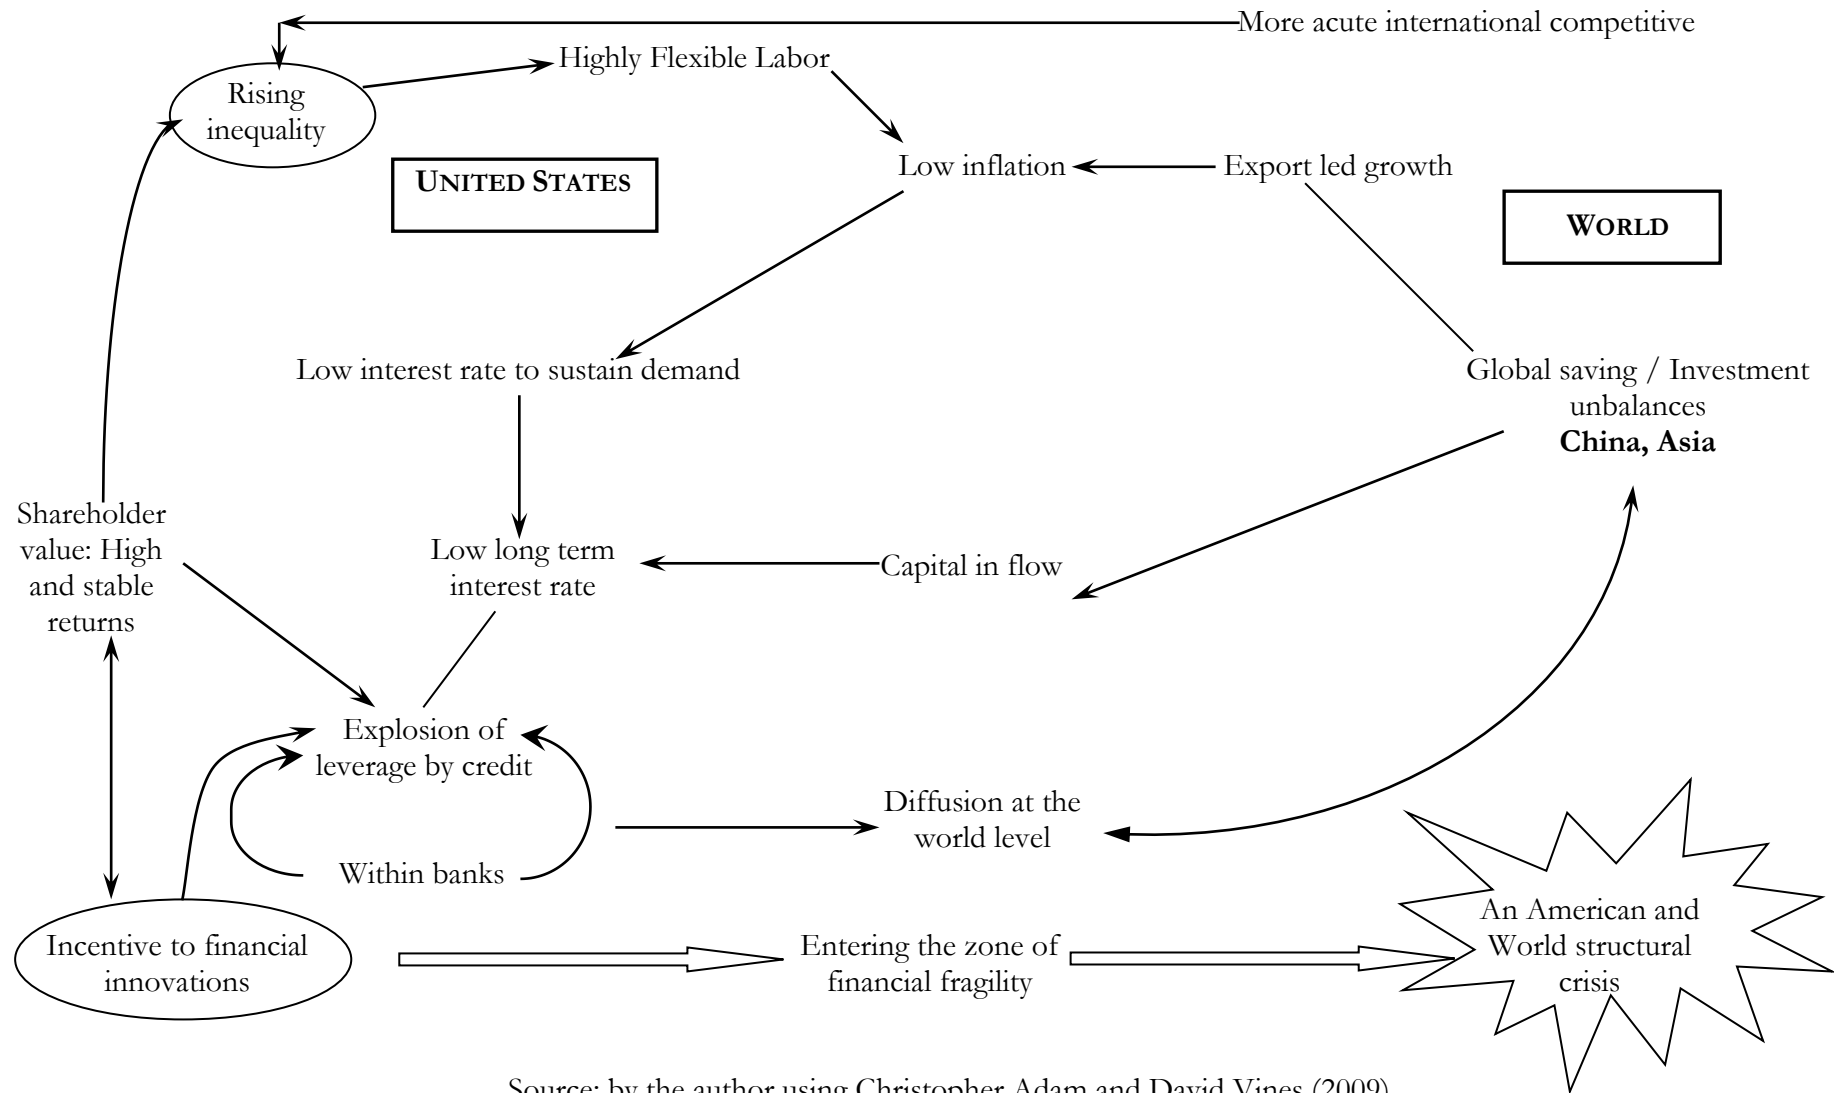 More acute international competitive
Highly Flexible Labor
Rising
inequality
UNITED STATES
Low inflation
Export led growth
WORLD
Low interest rate to sustain demand
Global saving / Investment
unbalances
China, Asia
Shareholder
value: High
and stable
returns
Low long term
interest rate
Capital in flow
Explosion of
leverage by credit
Diffusion at the
world level
Within banks
Incentive to financial
innovations
Entering the zone of
financial fragility
An American and
World structural
crisis
Source: by the author using Christopher Adam and David Vines (2009)